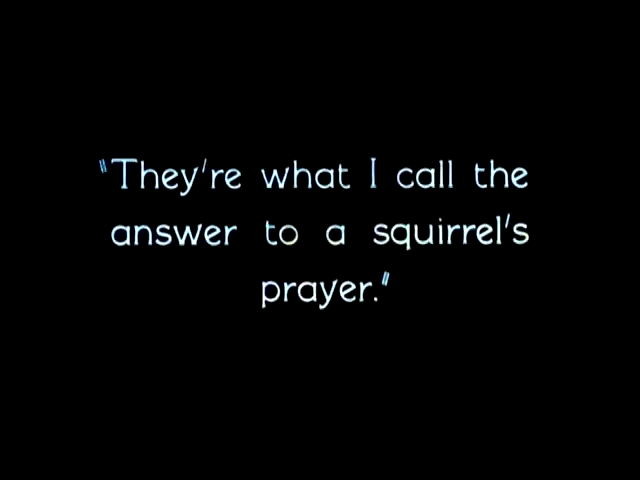 "They're what I call the
answer to a squirrel's
prayer."